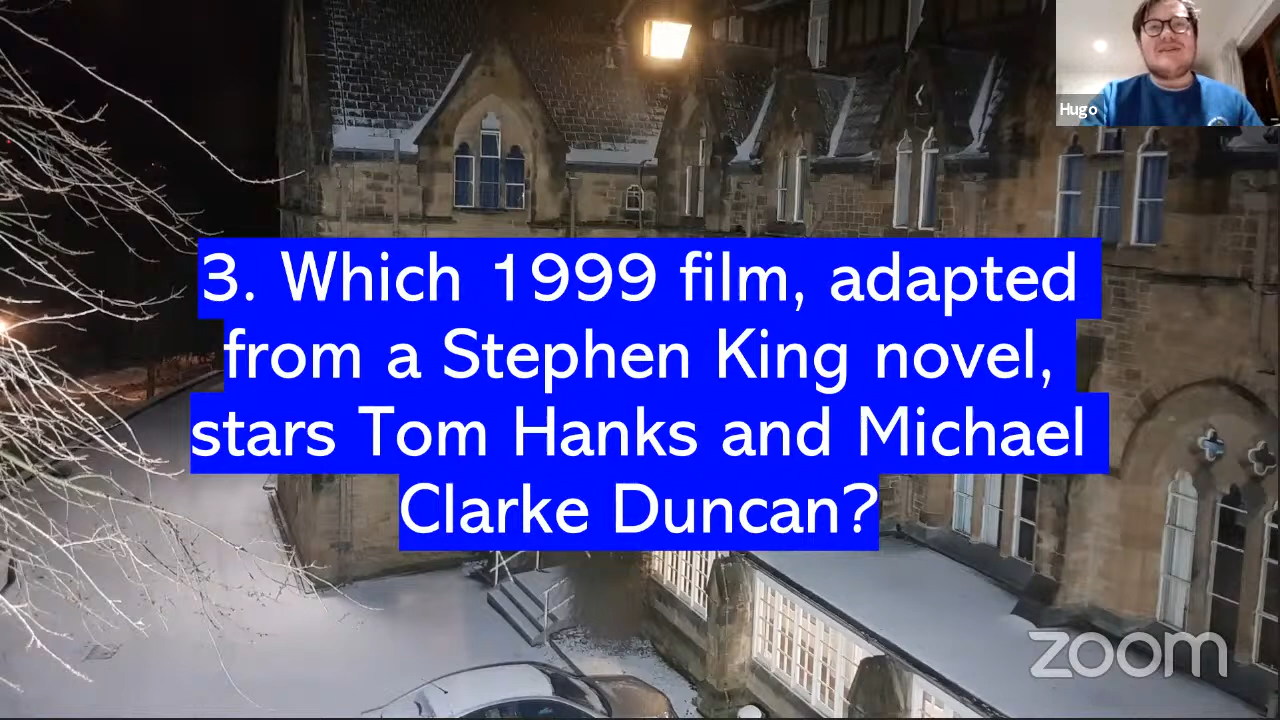 Hugo
3. Which 1999 film, adapted
from a Stephen King novel,
stars Tom Hanks and Michael
Clarke Duncan?
zoom